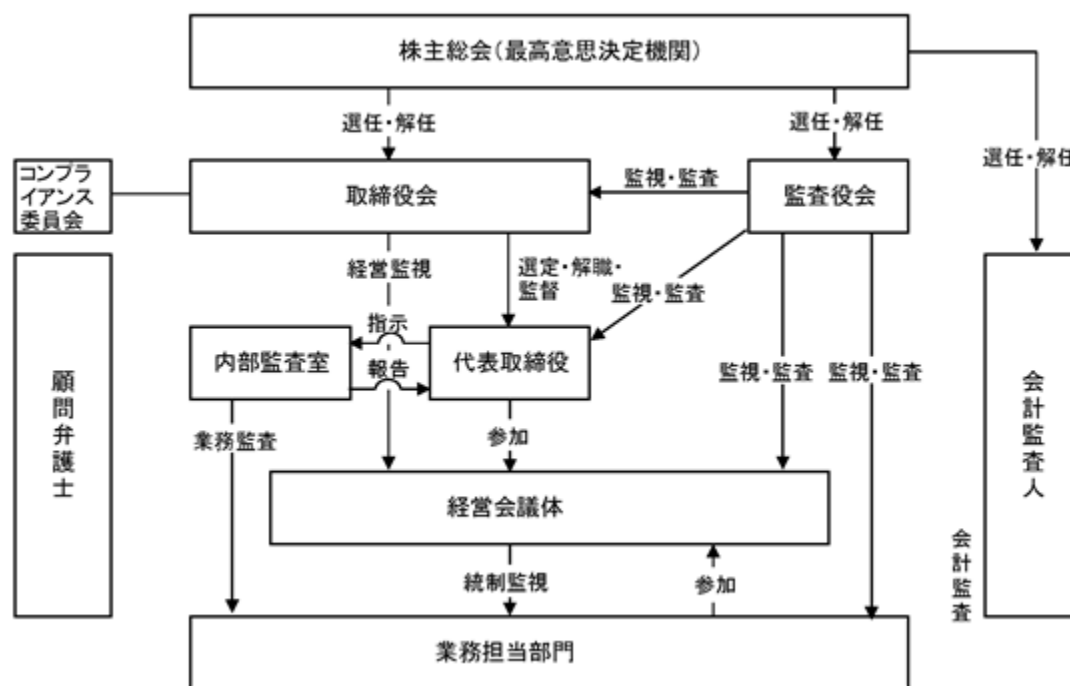 株主総会(最高意思決定機関)
選任・解任
選任・解任
選任・解任
コンプラ
イアンス
委員会
取締役会
監視・監査
監査役会
経営監視
選定・解職・
監督
監視・監査
指示
内部監査室
報告
代表取締役
監視・監査
監視・監査
顧問弁護士
会計監査人
業務監査
参加
経営会議体
会計監査
統制監視
参加
業務担当部門